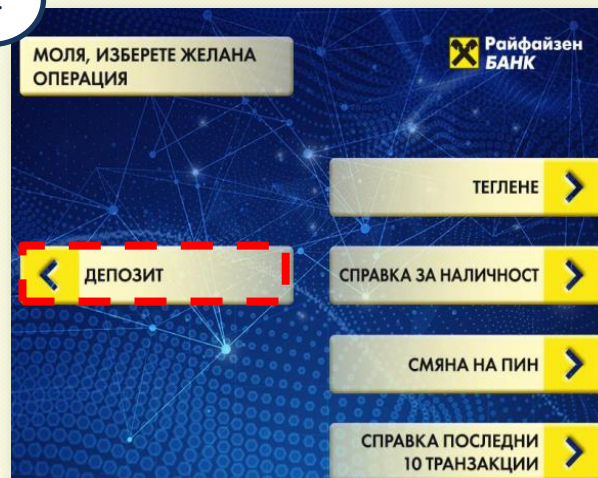 МОЛЯ, ИЗБЕРЕТЕ ЖЕЛАНА
ОПЕРАЦИЯ
Райфайзен
БАНК
ТЕГЛЕНЕ
ДЕПОЗИТ
СПРАВКА ЗА НАЛИЧНОСТ
СМЯНА НА ПИН
СПРАВКА ПОСЛЕДНИ
10 ТРАНЗАКЦИИ